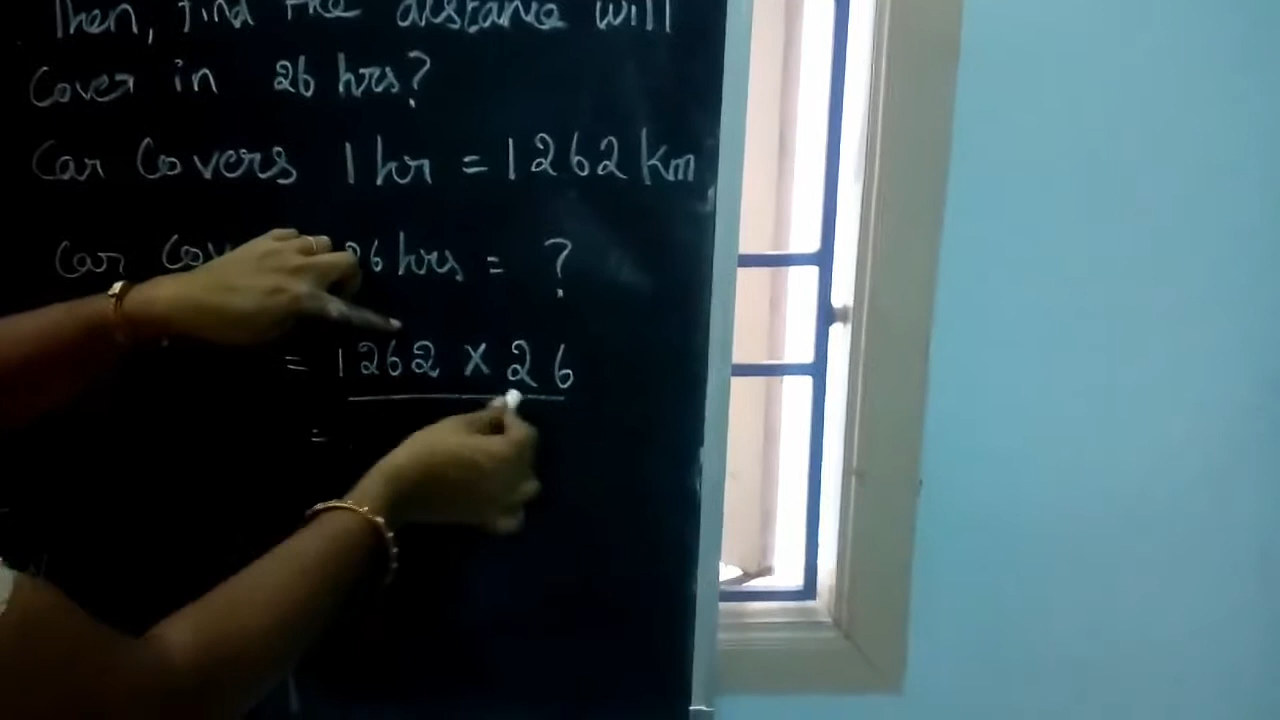 Then, find the distance will
Cover in 26 hrs?
Car Covers 1 hr = 1262 km
Car 26 hrs = ?
= 1262 x 26
=